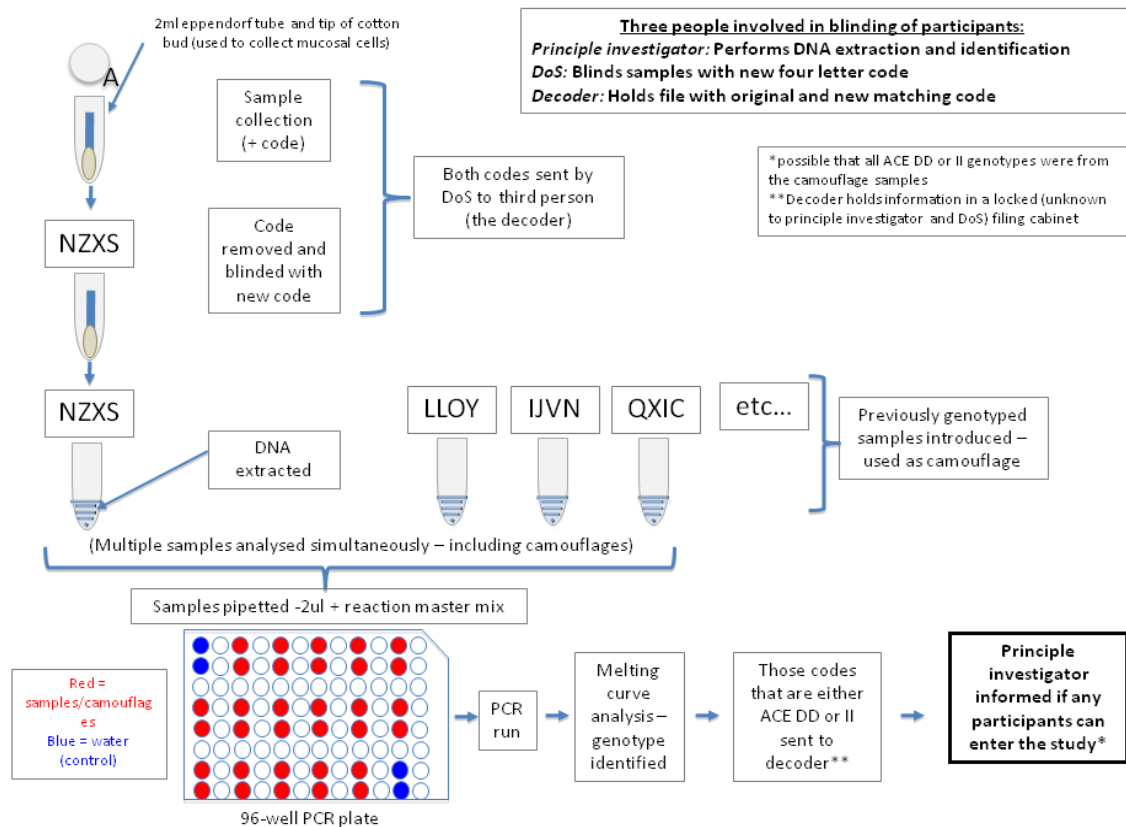 2ml eppendorf tube and tip of cotton
bud (used to collect mucosal cells)
Three people involved in blinding of participants:
Principle investigator: Performs DNA extraction and identification
DoS: Blinds samples with new four letter code
Decoder: Holds file with original and new matching code
A
Sample
collection
(+ code)
Both codes sent by
DoS to third person
(the decoder)
*possible that all ACE DD or II genotypes were from
the camouflage samples
**Decoder holds information in a locked (unknown
to principle investigator and DoS) filing cabinet
NZXS
Code
removed and
blinded with
new code
NZXS
LLOY
IJVN
QXIC
etc...
Previously genotyped
samples introduced –
used as camouflage
DNA
extracted
(Multiple samples analysed simultaneously – including camouflages)
Samples pipetted -2ul + reaction master mix
Red =
samples/camouflag
es
Blue = water
(control)
96-well PCR plate
PCR
run
Melting
curve
analysis –
genotype
identified
Those codes
that are either
ACE DD or II
sent to
decoder**
Principle
investigator
informed if any
participants can
enter the study*